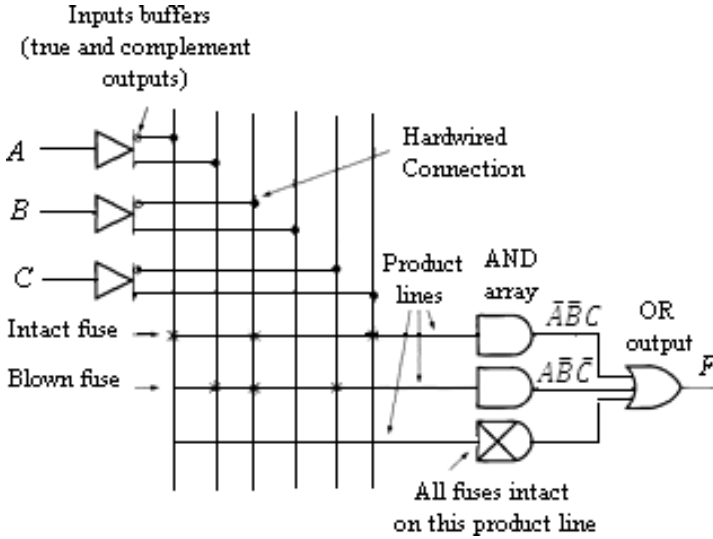 Inputs buffers
(true and complement
outputs)
A
Hardwired
Connection
B
C
Product
lines
AND
array
A̅B̅C
OR
output
Intact fuse
Blown fuse
AB̅C̅
F
All fuses intact
on this product line